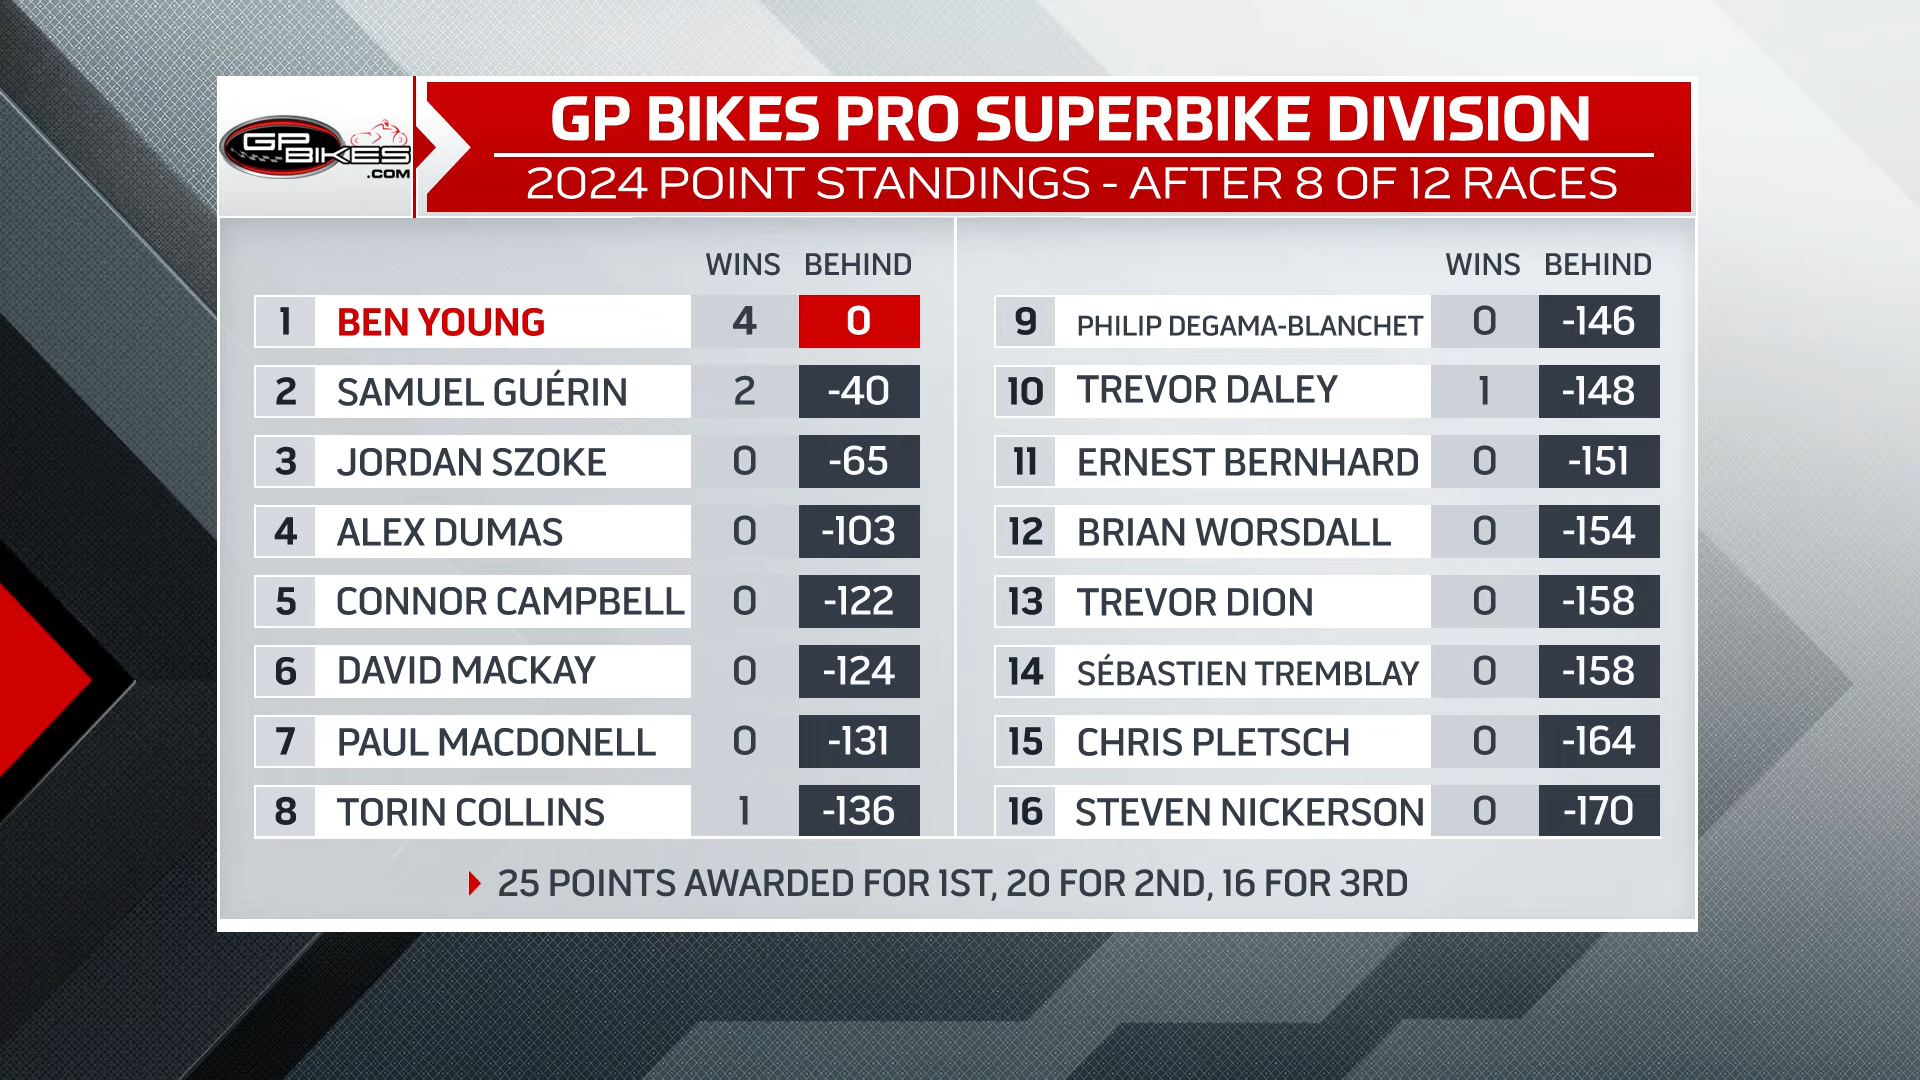 GP BIKES .COM
GP BIKES PRO SUPERBIKE DIVISION
2024 POINT STANDINGS - AFTER 8 OF 12 RACES
WINS BEHIND
1 BEN YOUNG 4 0
2 SAMUEL GUÉRIN 2 -40
3 JORDAN SZOKE 0 -65
4 ALEX DUMAS 0 -103
5 CONNOR CAMPBELL 0 -122
6 DAVID MACKAY 0 -124
7 PAUL MACDONELL 0 -131
8 TORIN COLLINS 1 -136
WINS BEHIND
9 PHILIP DEGAMA-BLANCHET 0 -146
10 TREVOR DALEY 1 -148
11 ERNEST BERNHARD 0 -151
12 BRIAN WORSDALL 0 -154
13 TREVOR DION 0 -158
14 SÉBASTIEN TREMBLAY 0 -158
15 CHRIS PLETSCH 0 -164
16 STEVEN NICKERSON 0 -170
25 POINTS AWARDED FOR 1ST, 20 FOR 2ND, 16 FOR 3RD